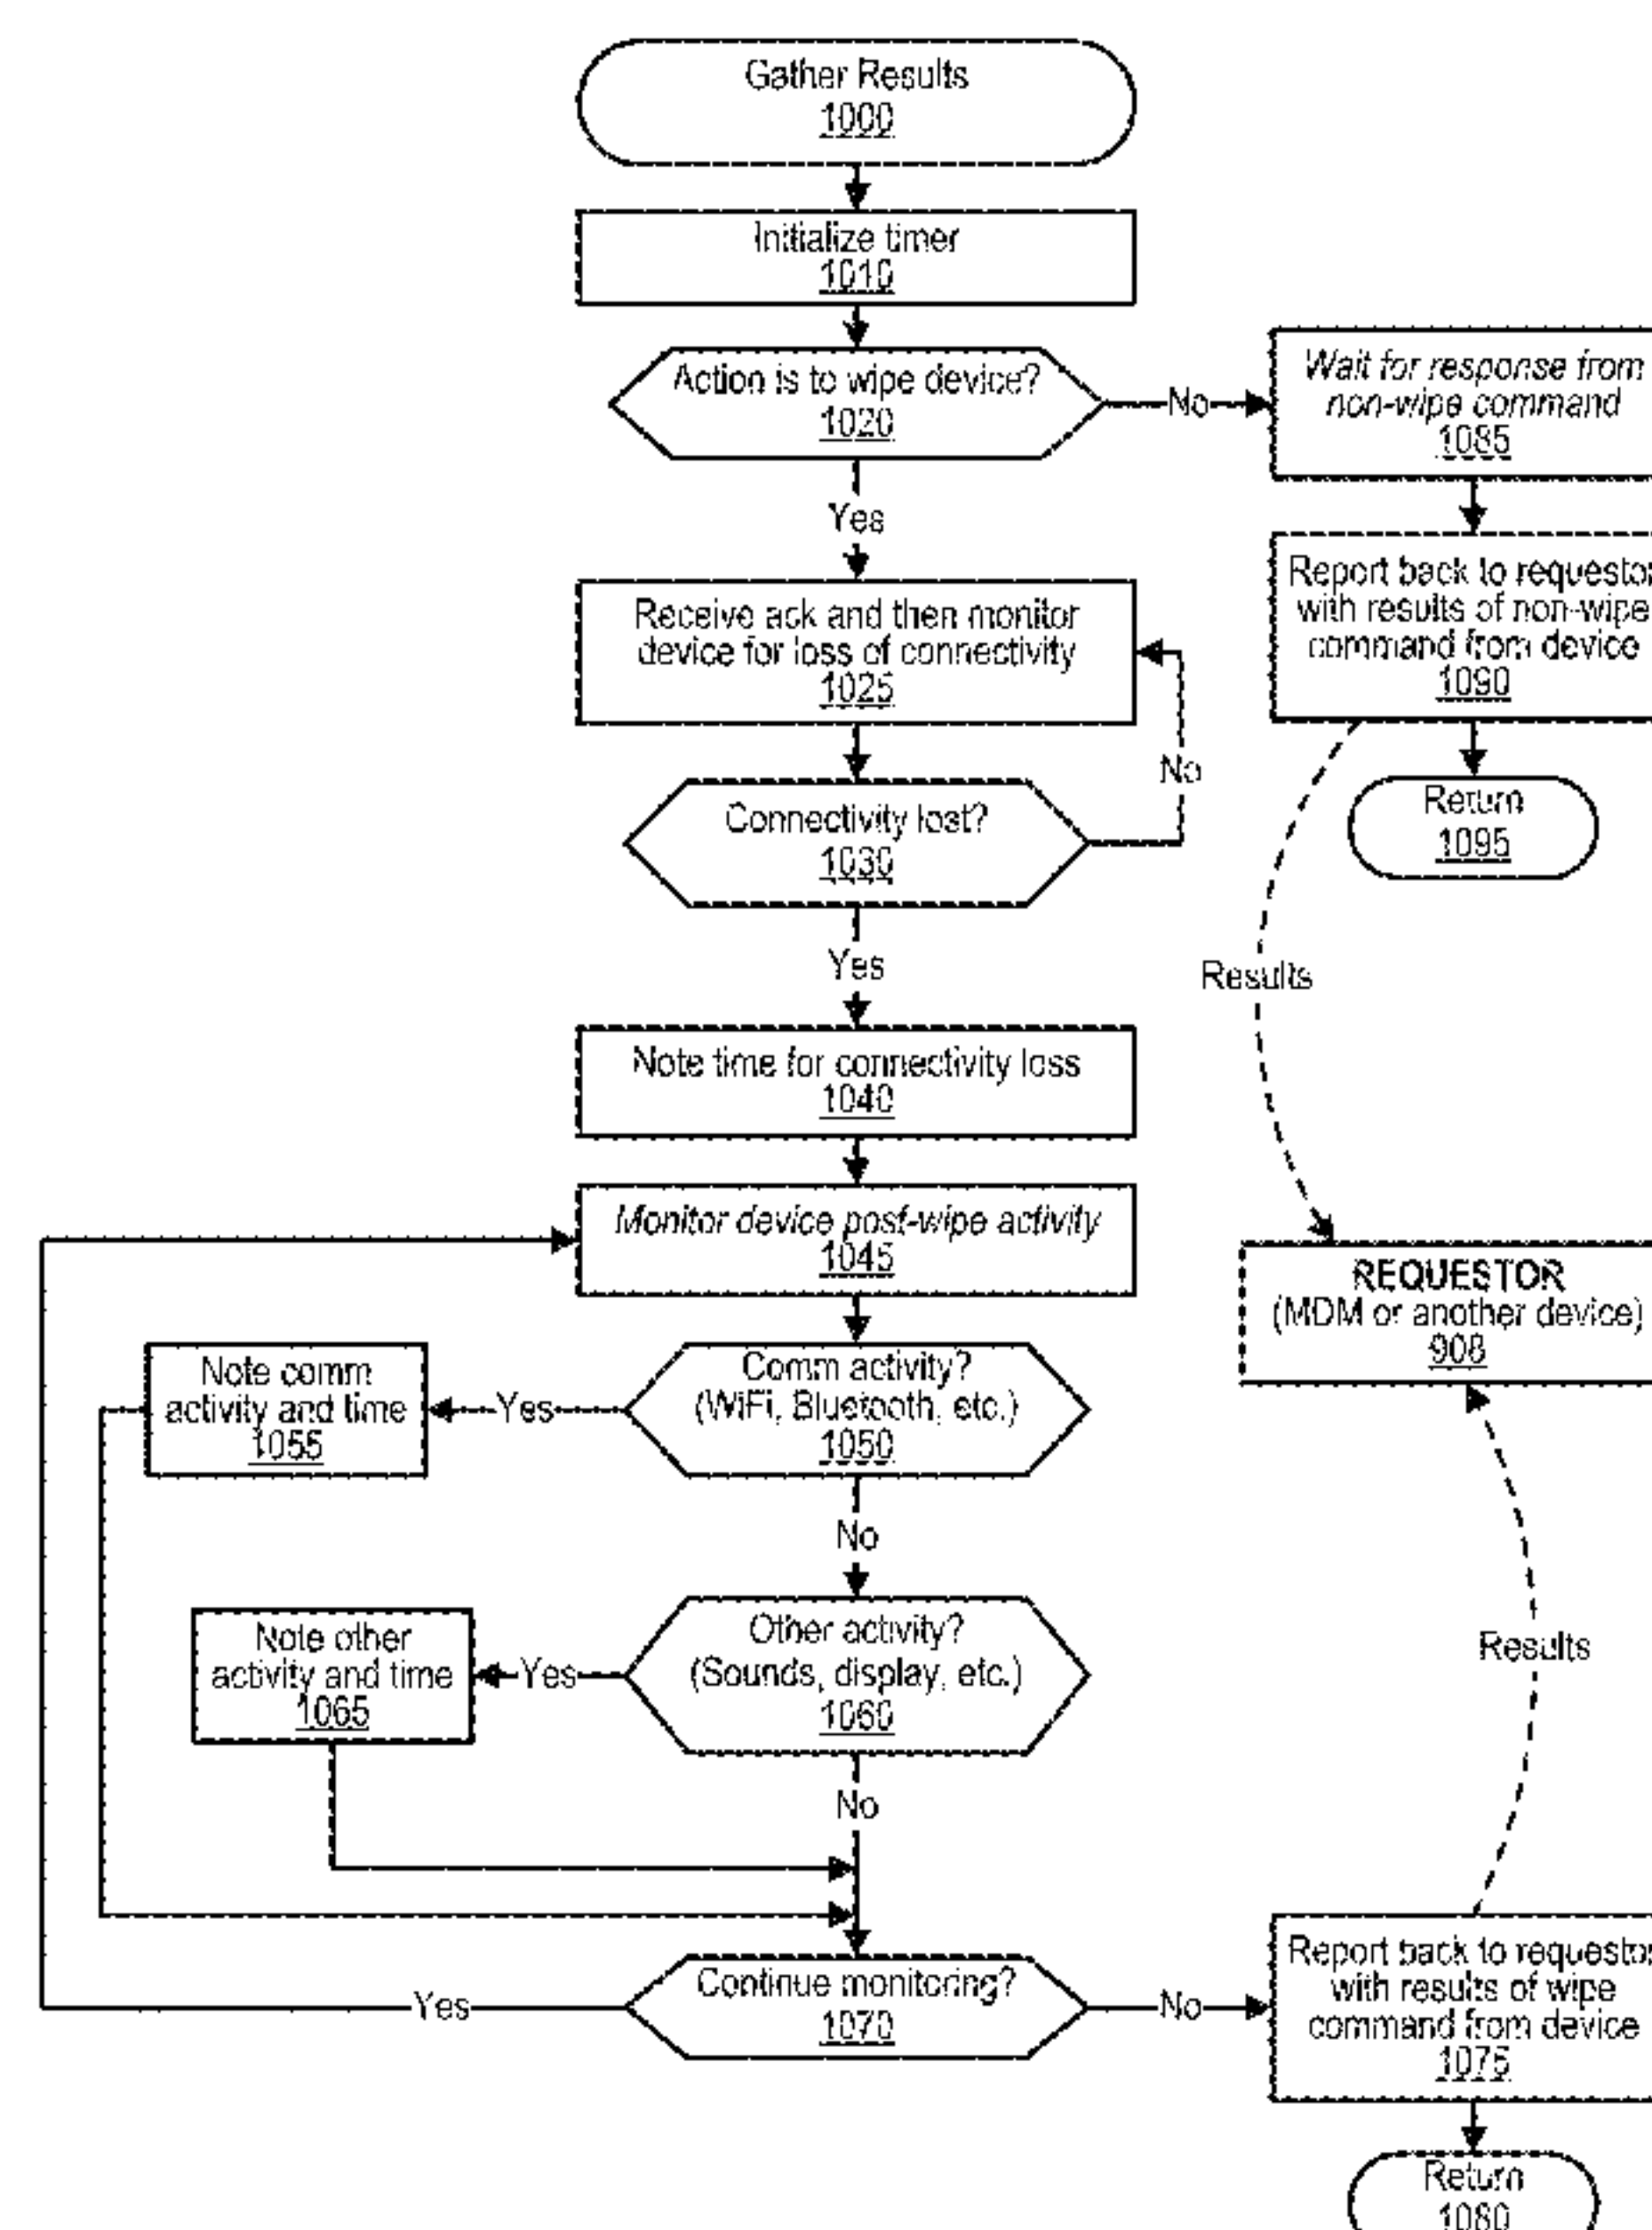 Gather Results
1000
Initialize timer
1010
Action is to wipe device?
1020
No
Wait for response from
non-wipe command
1085
Yes
Report back to requestor
with results of non-wipe
command from device
1090
Receive ack and then monitor
device for loss of connectivity
1025
No
Return
1095
Connectivity lost?
1030
Yes
Results
Note time for connectivity loss
1040
Monitor device post-wipe activity
1045
REQUESTOR
(MDM or another device)
908
Note comm
activity and time
1055
Yes
Comm activity?
(WiFi, Bluetooth, etc.)
1050
No
Note other
activity and time
1065
Yes
Other activity?
(Sounds, display, etc.)
1060
Results
No
Yes
Continue monitoring?
1070
No
Report back to requestor
with results of wipe
command from device
1075
Return
1080